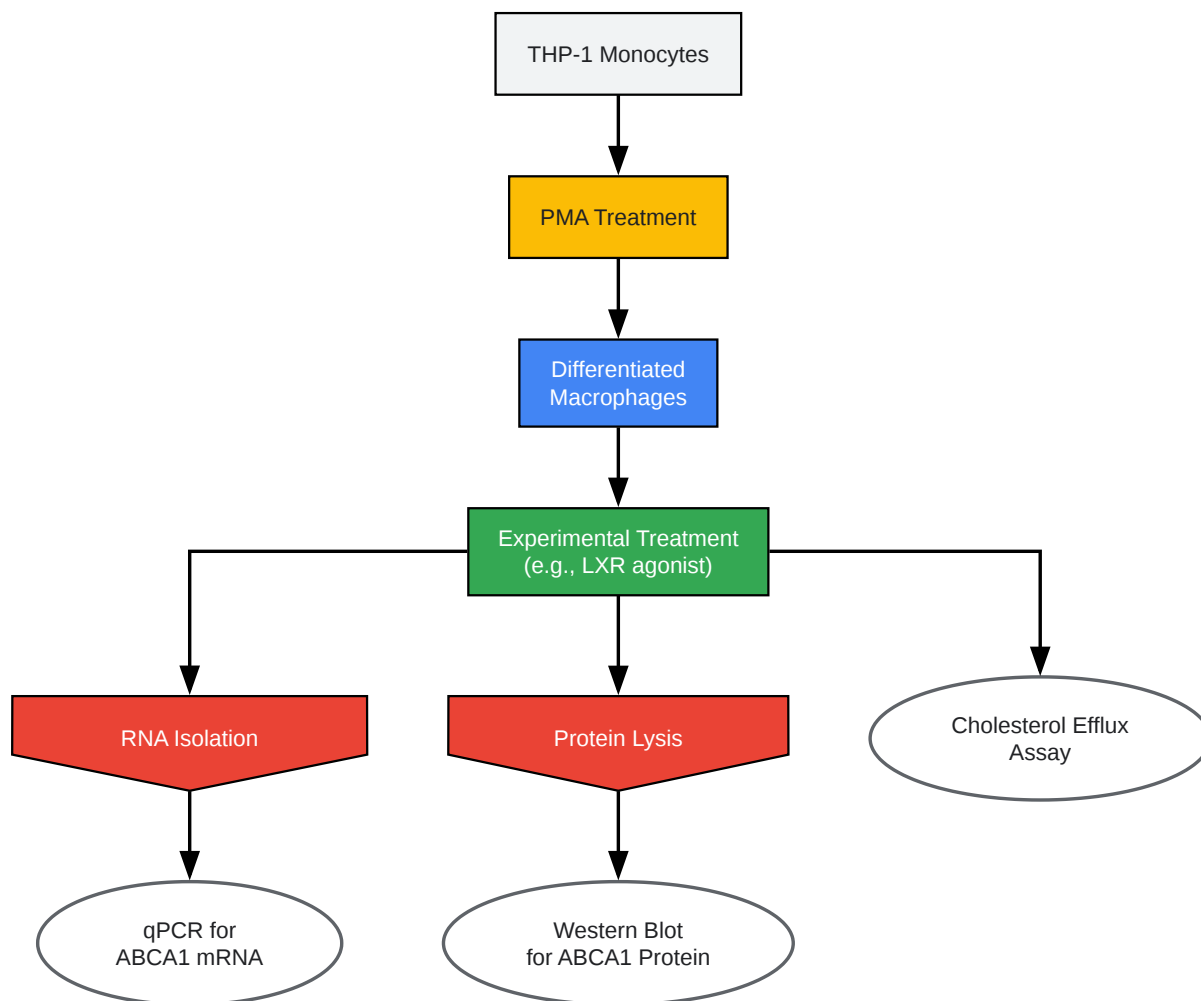 THP-1 Monocytes
PMA Treatment
Differentiated
Macrophages
Experimental Treatment
(e.g., LXR agonist)
RNA Isolation
Protein Lysis
Cholesterol Efflux
Assay
qPCR for
ABCA1 mRNA
Western Blot
for ABCA1 Protein